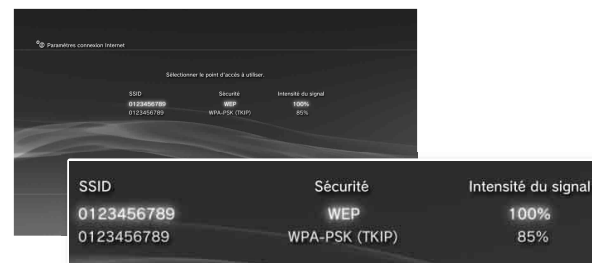 Paramètres connexion Internet
Sélectionner le point d'accès à utiliser.
SSID Sécurité Intensité du signal
0123456789 WEP 100%
0123456789 WPA-PSK (TKIP) 85%
SSID Sécurité Intensité du signal
0123456789 WEP 100%
0123456789 WPA-PSK (TKIP) 85%